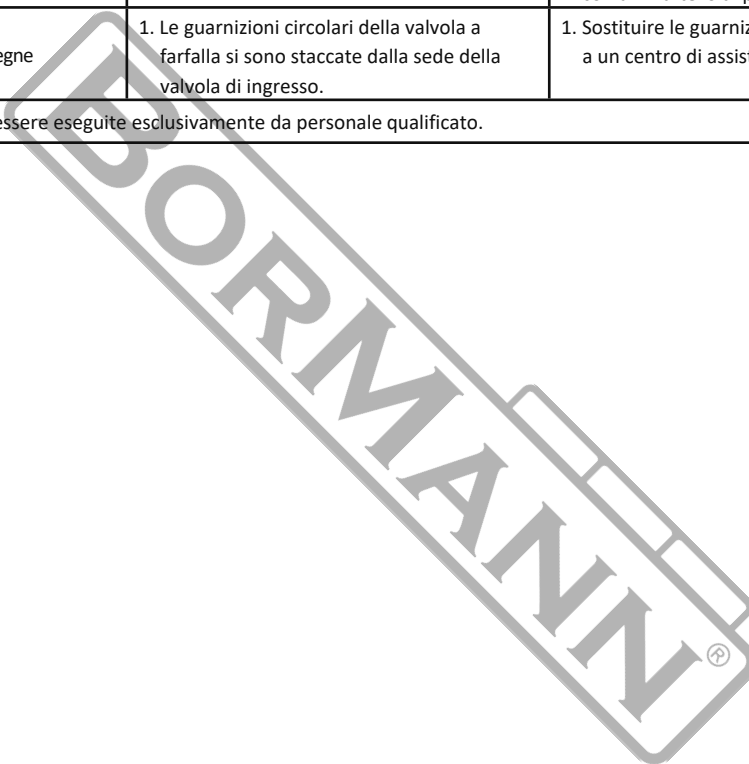 1. Le guarnizioni circolari della valvola a
farfalla si sono staccate dalla sede della
valvola di ingresso.
1. Sostituire le
a un centro di
essere eseguite esclusivamente da personale qualificato.
BORMANN®